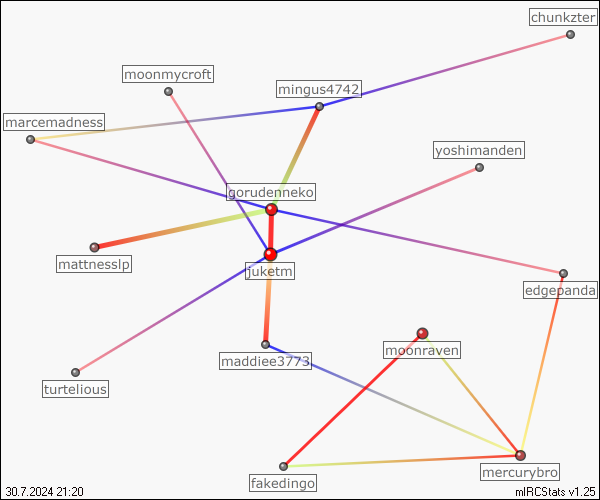 chunkzter
moonmycroft
mingus4742
marcemadness
yoshimanden
gorudenneko
mattnesslp
juketm
edgepanda
moonraven
maddiee3773
turtelious
mercurybro
fakedingo
30.7.2024 21:20
mIRCStats v1.25